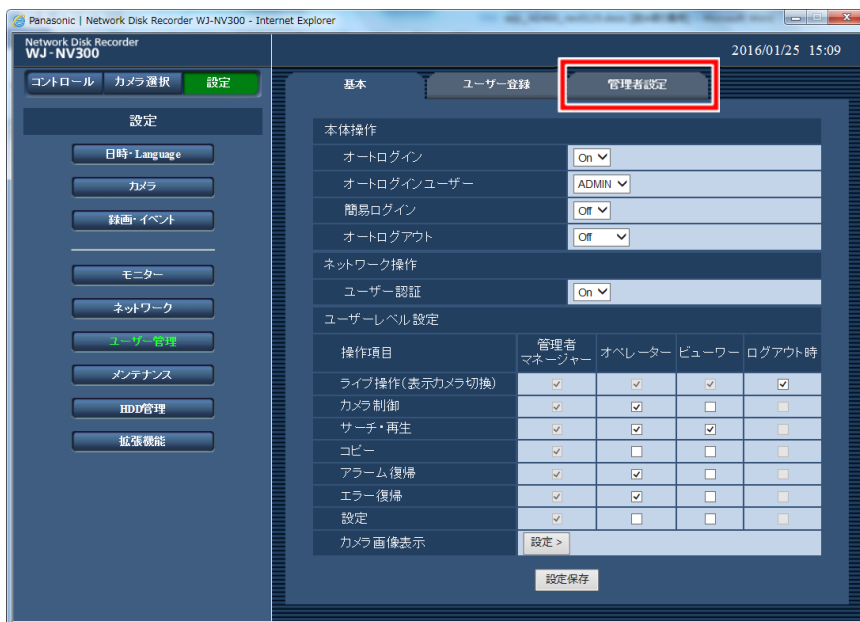 Panasonic | Network Disk Recorder WJ-NV300 - Internet Explorer
Network Disk Recorder
WJ-NV300
2016/01/25 15:09
コントロール カメラ選択 設定
設定
日時・Language
カメラ
録画・イベント
モニター
ネットワーク
ユーザー管理
メンテナンス
HDD管理
拡張機能
基本 ユーザー登録 管理者設定
本体操作
オートログイン On
オートログインユーザー ADMIN
簡易ログイン Off
オートログアウト Off
ネットワーク操作
ユーザー認証 On
ユーザーレベル設定
操作項目 管理者マネージャー オペレーター ビューワー ログアウト時
ライブ操作(表示カメラ切換)
カメラ制御
サーチ・再生
コピー
アラーム復帰
エラー復帰
設定
カメラ画像表示 設定 >
設定保存